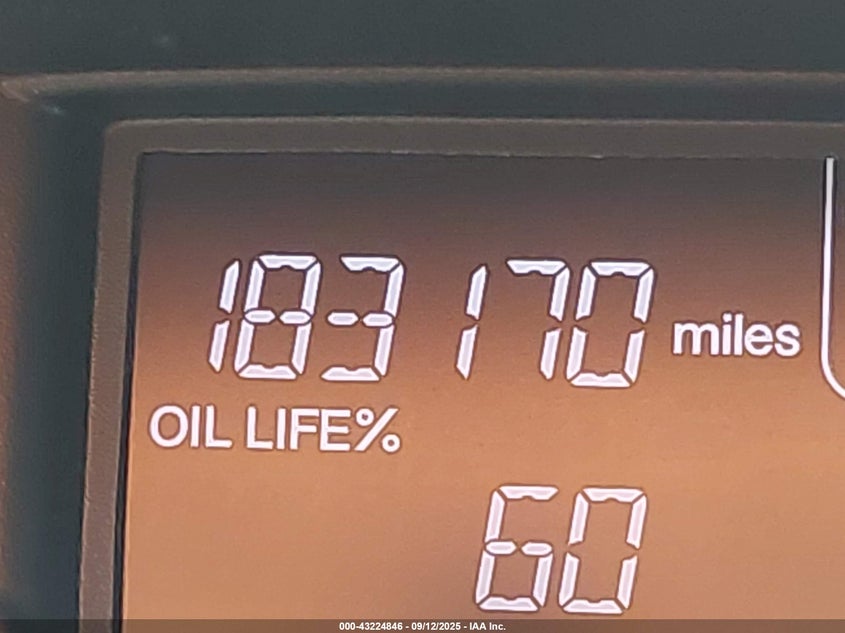 183170 miles
OIL LIFE%
60
000-43224846 - 09/12/2025 - IAA Inc.